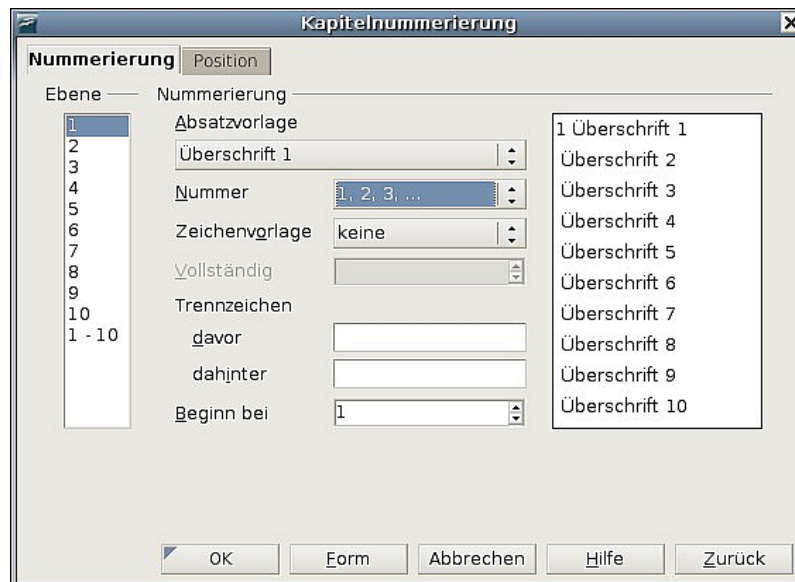 Kapitelnummerierung
Nummerierung
Position
Ebene
1
2
3
4
5
6
7
8
9
10
1 - 10
Nummerierung
Absatzvorlage
Überschrift 1
Nummer
1, 2, 3, ...
Zeichenvorlage
keine
Vollständig
Trennzeichen
davor
dahinter
Beginn bei
1
1 Überschrift 1
Überschrift 2
Überschrift 3
Überschrift 4
Überschrift 5
Überschrift 6
Überschrift 7
Überschrift 8
Überschrift 9
Überschrift 10
OK
Form
Abbrechen
Hilfe
Zurück